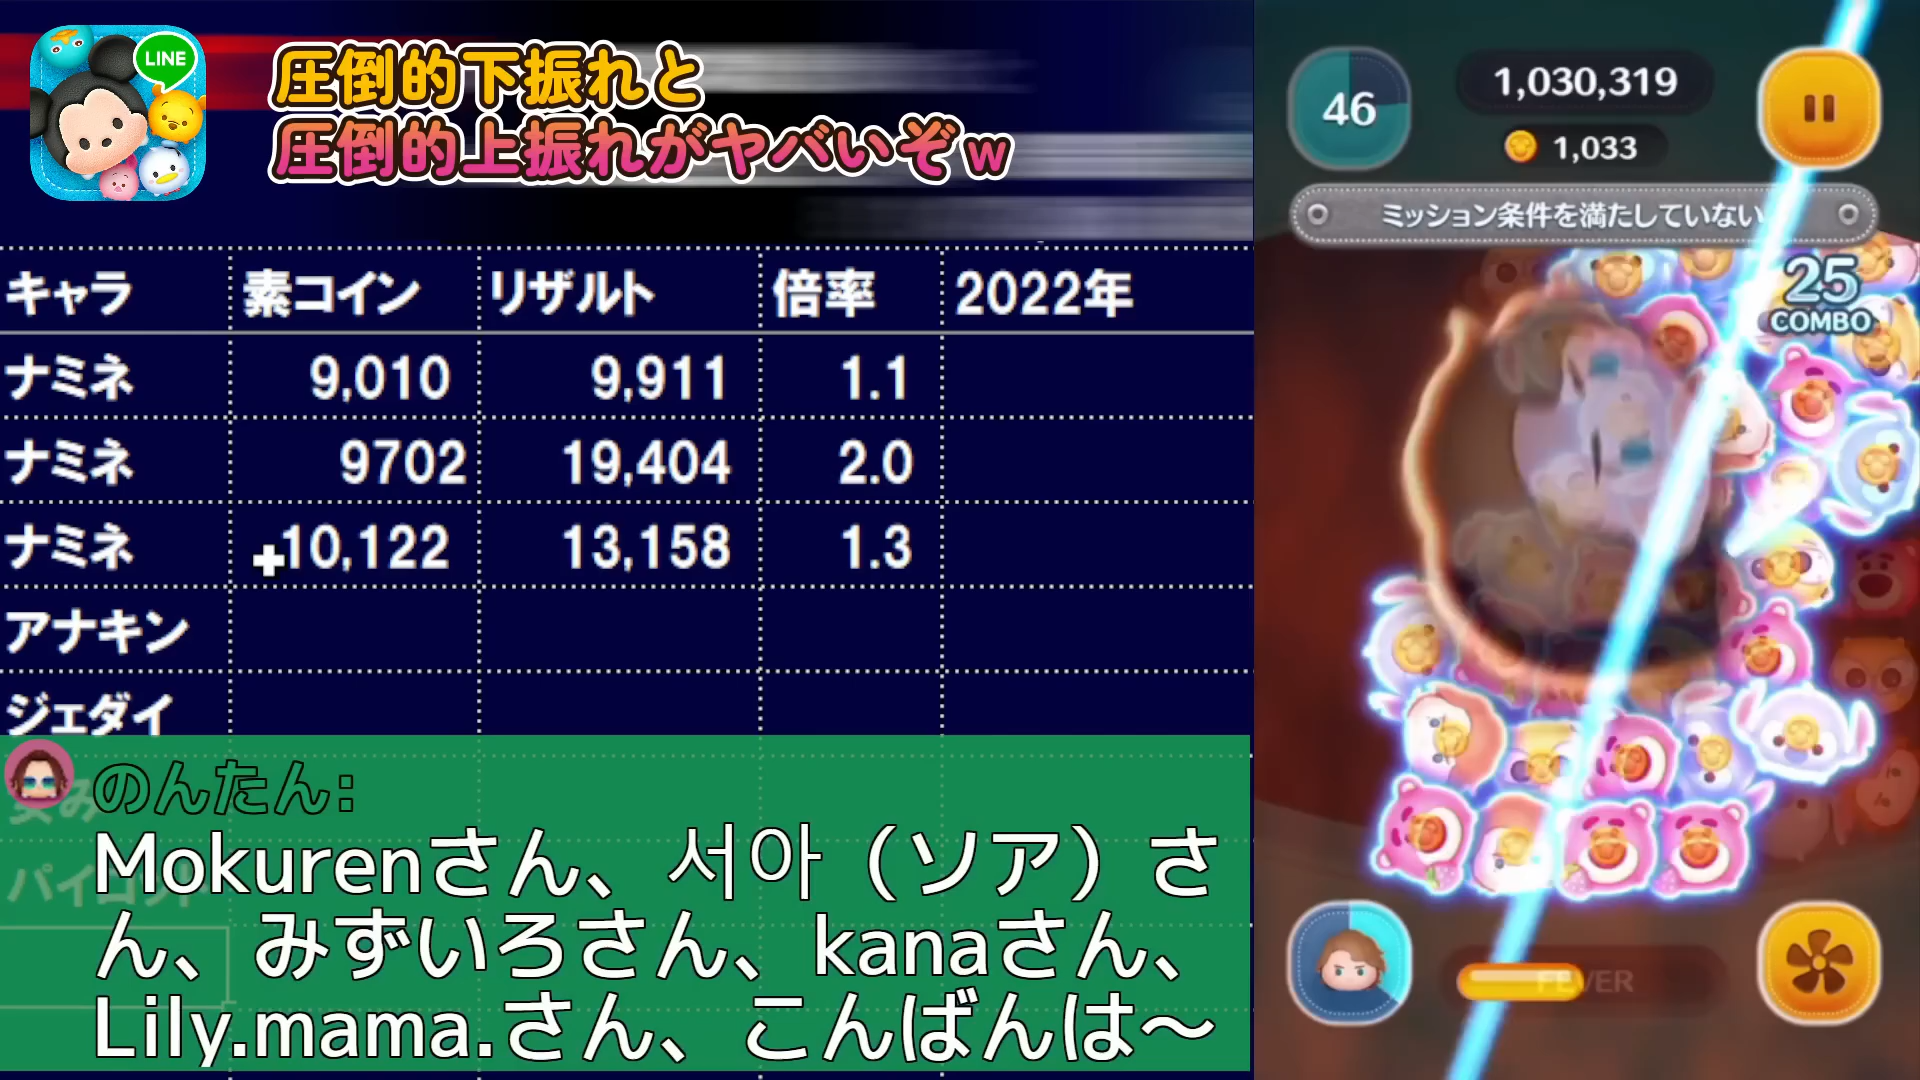 LINE
圧倒的下振れと
圧倒的上振れがヤバいぞw
キャラ 素コイン リザルト 倍率 2022年
ナミネ 9,010 9,911 1.1
ナミネ 9702 19,404 2.0
ナミネ 10,122 13,158 1.3
アナキン
ジェダイ
のんたん:
Mokurenさん、서아（ソア）さ
ん、みずいろさん、kanaさん、
Lily.mama.さん、こんばんは～
パイロット
46
1,030,319
1,033
ミッション条件を満たしていない
25
COMBO
FEVER